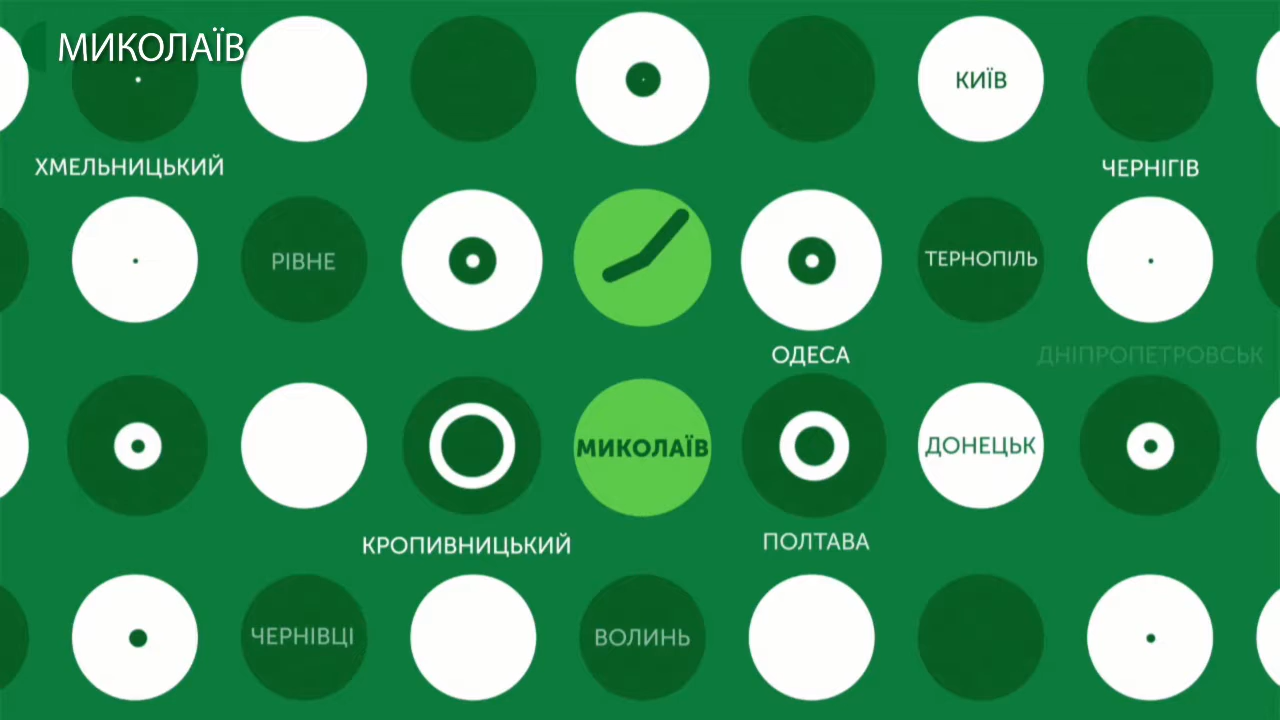 МИКОЛАЇВ
КИЇВ
ХМЕЛЬНИЦЬКИЙ
ЧЕРНІГІВ
РІВНЕ
ТЕРНОПІЛЬ
ОДЕСА
ДНІПРОПЕТРОВСЬК
МИКОЛАЇВ
ДОНЕЦЬК
КРОПИВНИЦЬКИЙ
ПОЛТАВА
ЧЕРНІВЦІ
ВОЛИНЬ